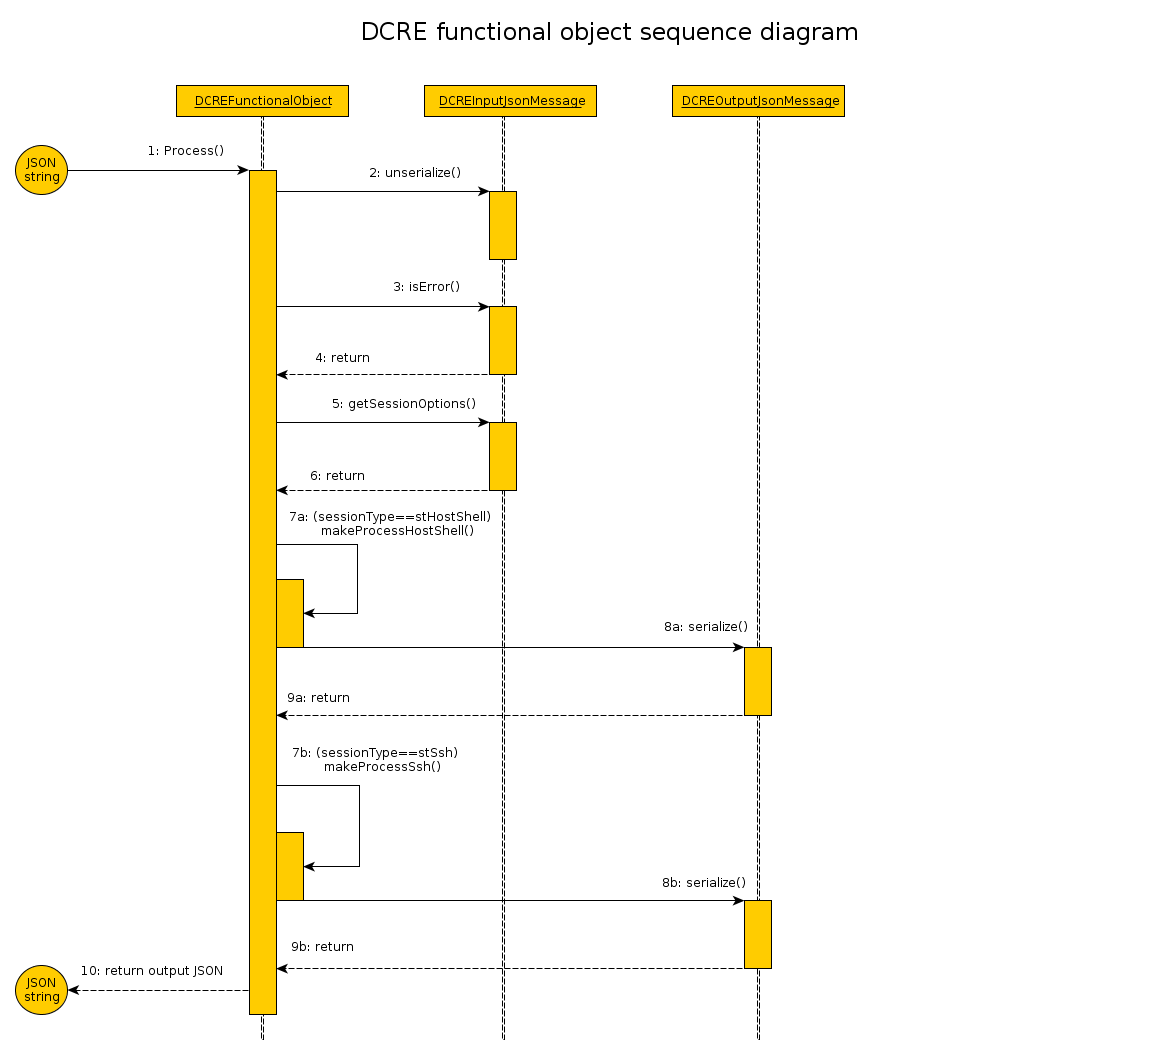 DCRE functional object sequence diagram
DCREFunctionalObject
DCREInputJsonMessage
DCREOutputJsonMessage
1: Process()
JSON
string
2: unserialize()
3: isError()
4: return
5: getSessionOptions()
6: return
7a: (sessionType==stHostShell)
makeProcessHostShell()
8a: serialize()
9a: return
7b: (sessionType==stSsh)
makeProcessSsh()
8b: serialize()
9b: return
10: return output JSON
JSON
string